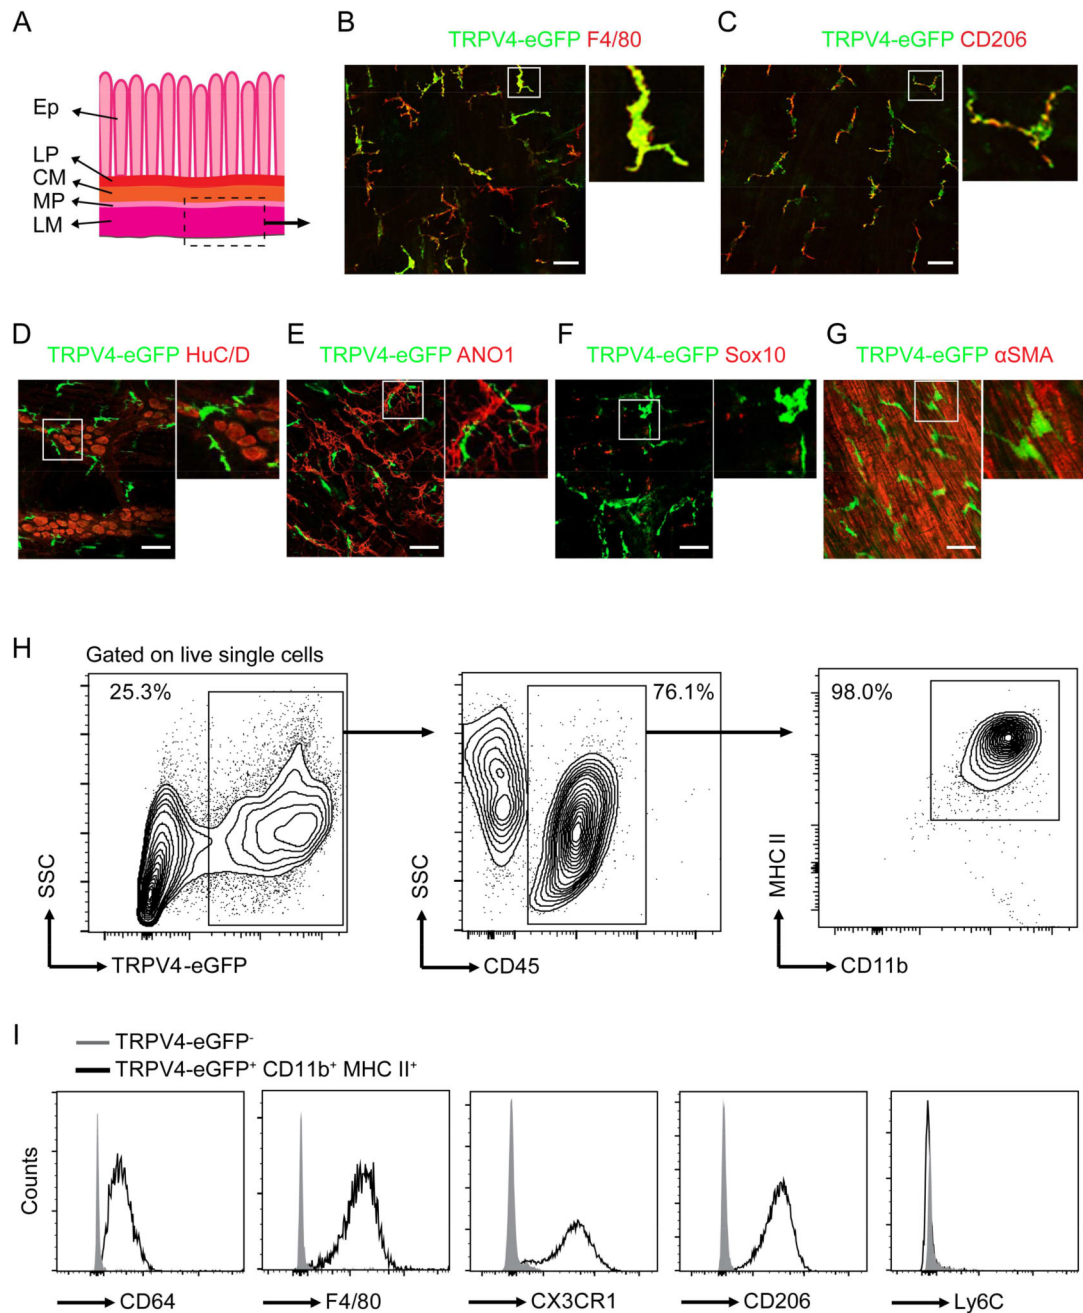 A
Ep
LP
CM
MP
LM
B
TRPV4-eGFP F4/80
C
TRPV4-eGFP CD206
D
TRPV4-eGFP HuC/D
E
TRPV4-eGFP ANO1
F
TRPV4-eGFP Sox10
G
TRPV4-eGFP αSMA
H
Gated on live single cells
25.3%
SSC
TRPV4-eGFP
76.1%
SSC
CD45
98.0%
MHC II
CD11b
I
TRPV4-eGFP⁻
TRPV4-eGFP⁺ CD11b⁺ MHC II⁺
Counts
CD64
F4/80
CX3CR1
CD206
Ly6C